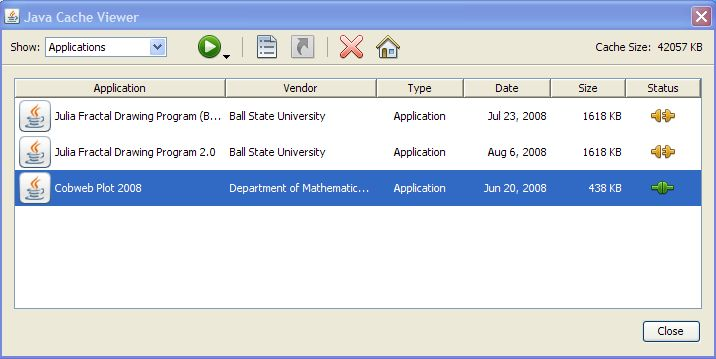 Java Cache Viewer
Show: Applications Cache Size: 42057 KB
Application Vendor Type Date Size Status
Julia Fractal Drawing Program (B... Ball State University Application Jul 23, 2008 1618 KB
Julia Fractal Drawing Program 2.0 Ball State University Application Aug 6, 2008 1618 KB
Cobweb Plot 2008 Department of Mathematic... Application Jun 20, 2008 438 KB
Close